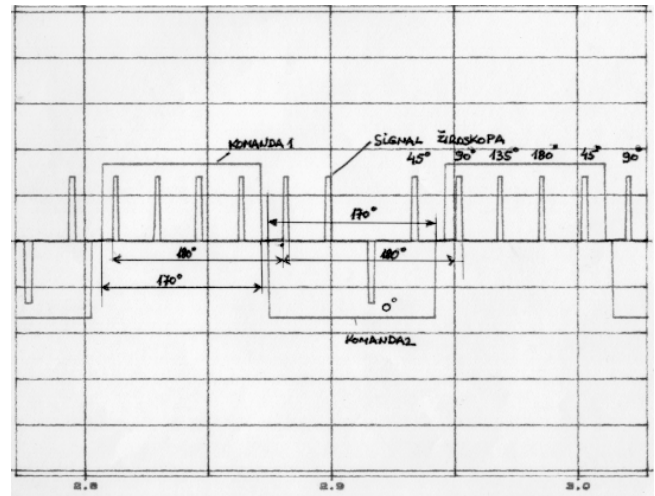 KOMANDA 1
SIGNAL ŽIROSKOPA
45° 90° 135° 180° 45° 90°
170°
180° 180°
170°
0°
KOMANDA2
2.8 2.9 3.0